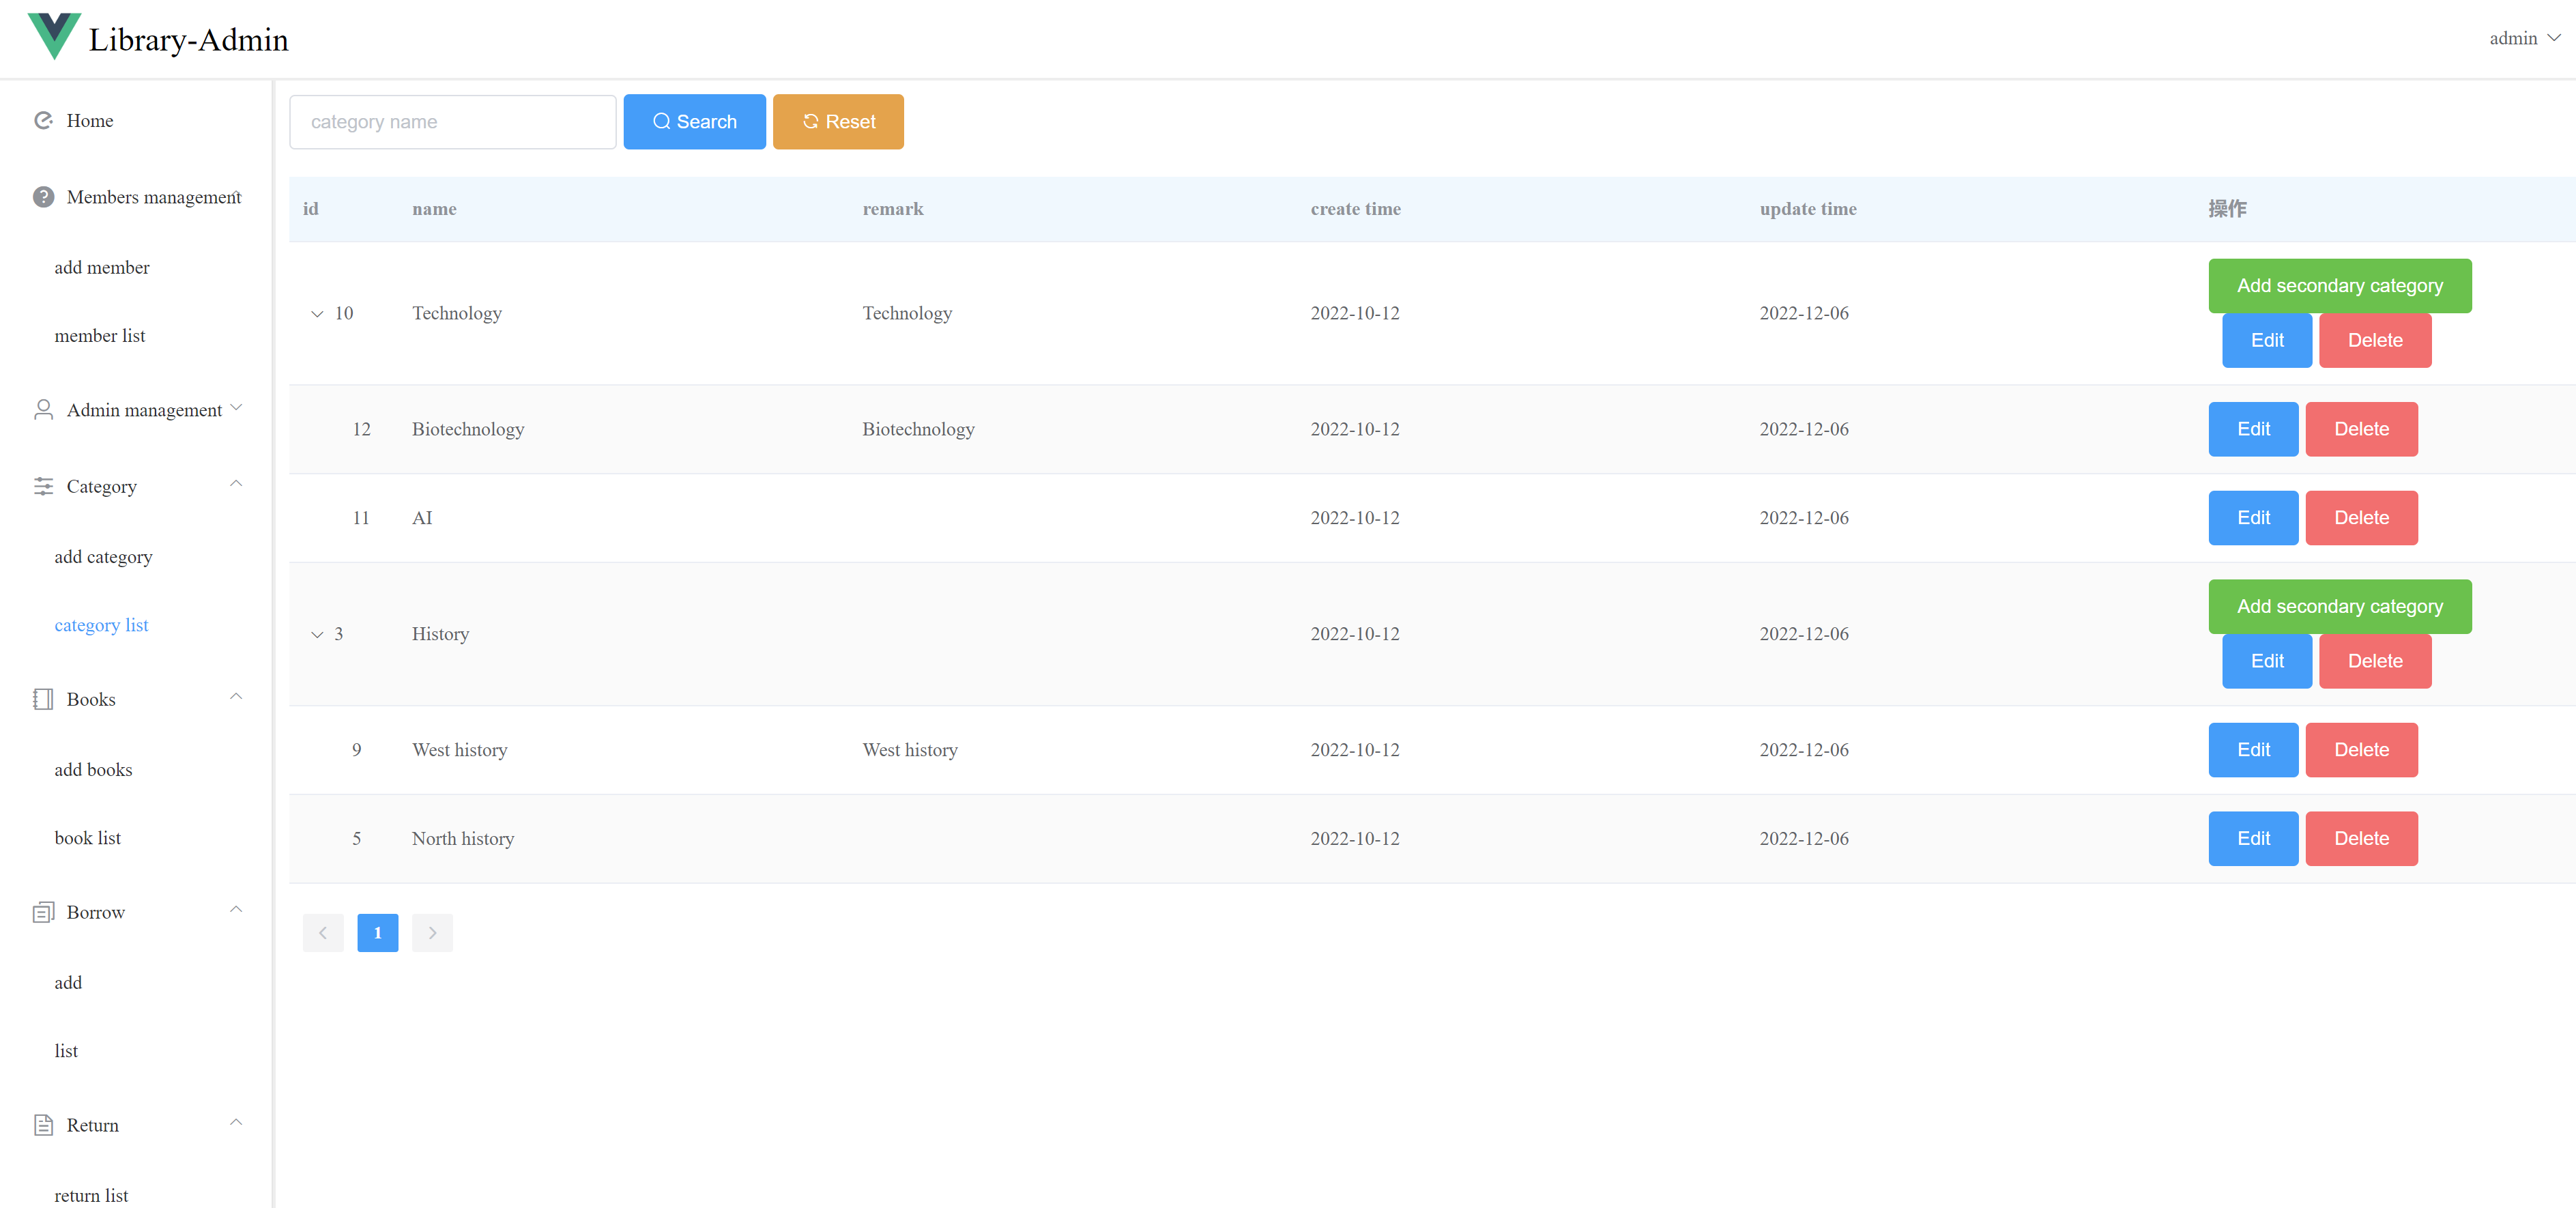 Library-Admin
admin
Home
Members management
add member
member list
Admin management
Category
add category
category list
Books
add books
book list
Borrow
add
list
Return
return list
category name
Search
Reset
id name remark create time update time 操作
10 Technology Technology 2022-10-12 2022-12-06 Add secondary category
Edit Delete
12 Biotechnology Biotechnology 2022-10-12 2022-12-06 Edit Delete
11 AI 2022-10-12 2022-12-06 Edit Delete
3 History 2022-10-12 2022-12-06 Add secondary category
Edit Delete
9 West history West history 2022-10-12 2022-12-06 Edit Delete
5 North history 2022-10-12 2022-12-06 Edit Delete
1